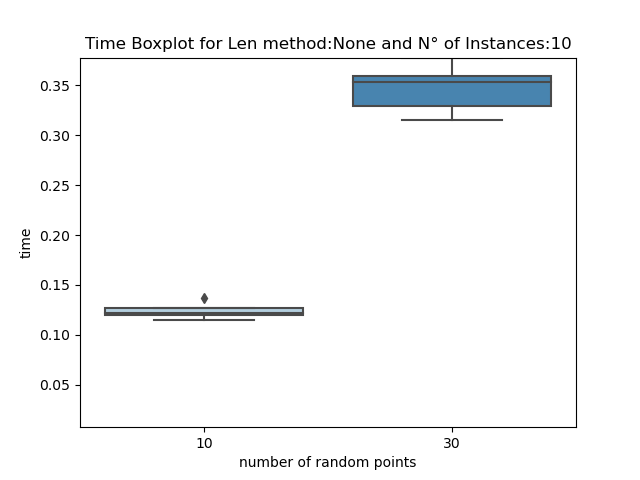 Time Boxplot for Len method:None and N° of Instances:10
0.35
0.30
0.25
0.20
0.15
0.10
0.05
time
10 30
number of random points